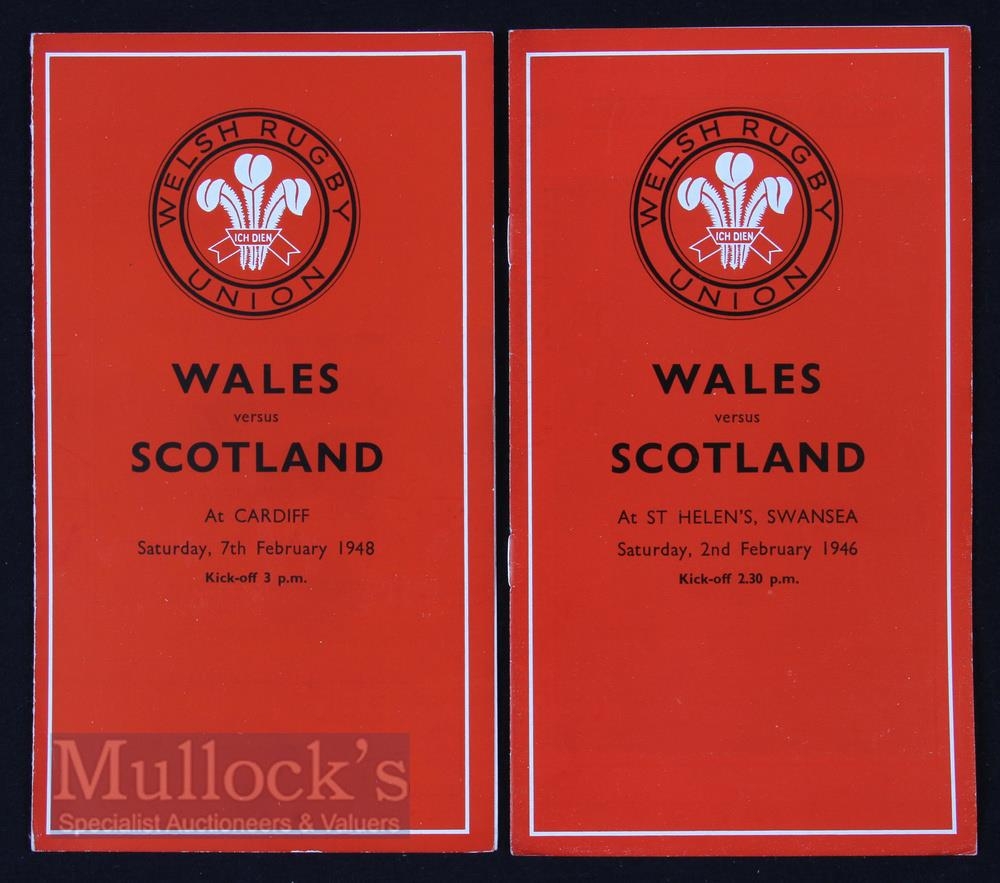 WELSH RUGBY
UNION
ICH DIEN
WALES
versus
SCOTLAND
At CARDIFF
Saturday, 7th February 1948
Kick-off 3 p.m.
Mullock's
Specialist Auctioneers & Valuers
WELSH RUGBY
UNION
ICH DIEN
WALES
versus
SCOTLAND
At ST HELEN'S, SWANSEA
Saturday, 2nd February 1946
Kick-off 2.30 p.m.